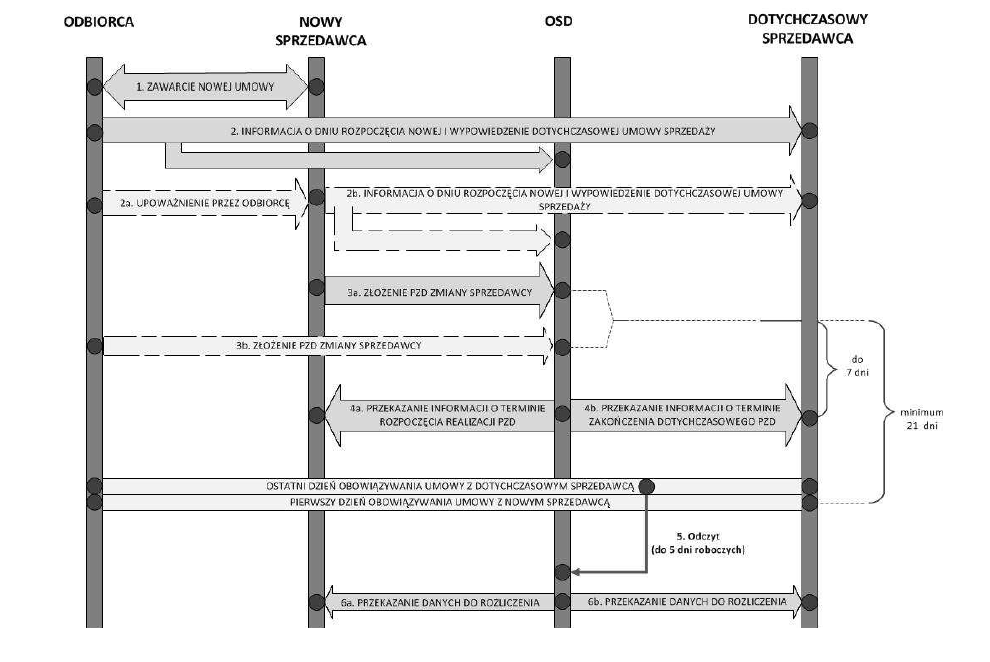 ODBIORCA
NOWY
SPRZEDAWCA
OSD
DOTYCHCZASOWY
SPRZEDAWCA
1. ZAWARCIE NOWEJ UMOWY
2. INFORMACJA O DNIU ROZPOCZĘCIA NOWEJ I WYPOWIEDZENIE DOTYCHCZASOWEJ UMOWY SPRZEDAŻY
2a. UPOWAŻNIENIE PRZEZ ODBIORCĘ
2b. INFORMACJA O DNIU ROZPOCZĘCIA NOWEJ I WYPOWIEDZENIE DOTYCHCZASOWEJ UMOWY
SPRZEDAŻY
3a. ZŁOŻENIE PZD ZMIANY SPRZEDAWCY
3b. ZŁOŻENIE PZD ZMIANY SPRZEDAWCY
do
7 dni
4a. PRZEKAZANIE INFORMACJI O TERMINIE
ROZPOCZĘCIA REALIZACJI PZD
4b. PRZEKAZANIE INFORMACJI O TERMINIE
ZAKOŃCZENIA DOTYCHCZASOWEGO PZD
minimum
21 dni
OSTATNI DZIEŃ OBOWIĄZYWANIA UMOWY Z DOTYCHCZASOWYM SPRZEDAWCĄ
PIERWSZY DZIEŃ OBOWIĄZYWANIA UMOWY Z NOWYM SPRZEDAWCĄ
5. Odczyt
(do 5 dni roboczych)
6a. PRZEKAZANIE DANYCH DO ROZLICZENIA
6b. PRZEKAZANIE DANYCH DO ROZLICZENIA